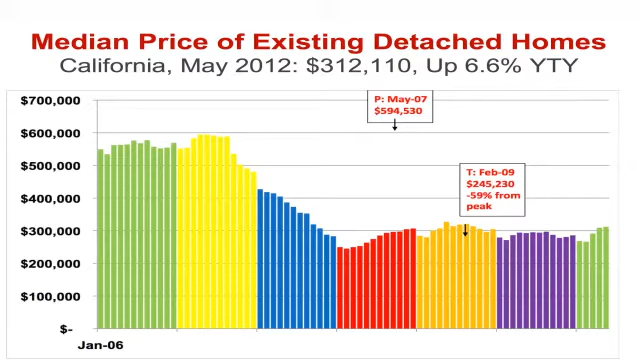 Median Price of Existing Detached Homes
California, May 2012: $312,110, Up 6.6% YTY
$700,000
P: May-07
$594,530
$600,000
$500,000
T: Feb-09
$245,230
-59% from
peak
$400,000
$300,000
$200,000
$100,000
$-
Jan-06